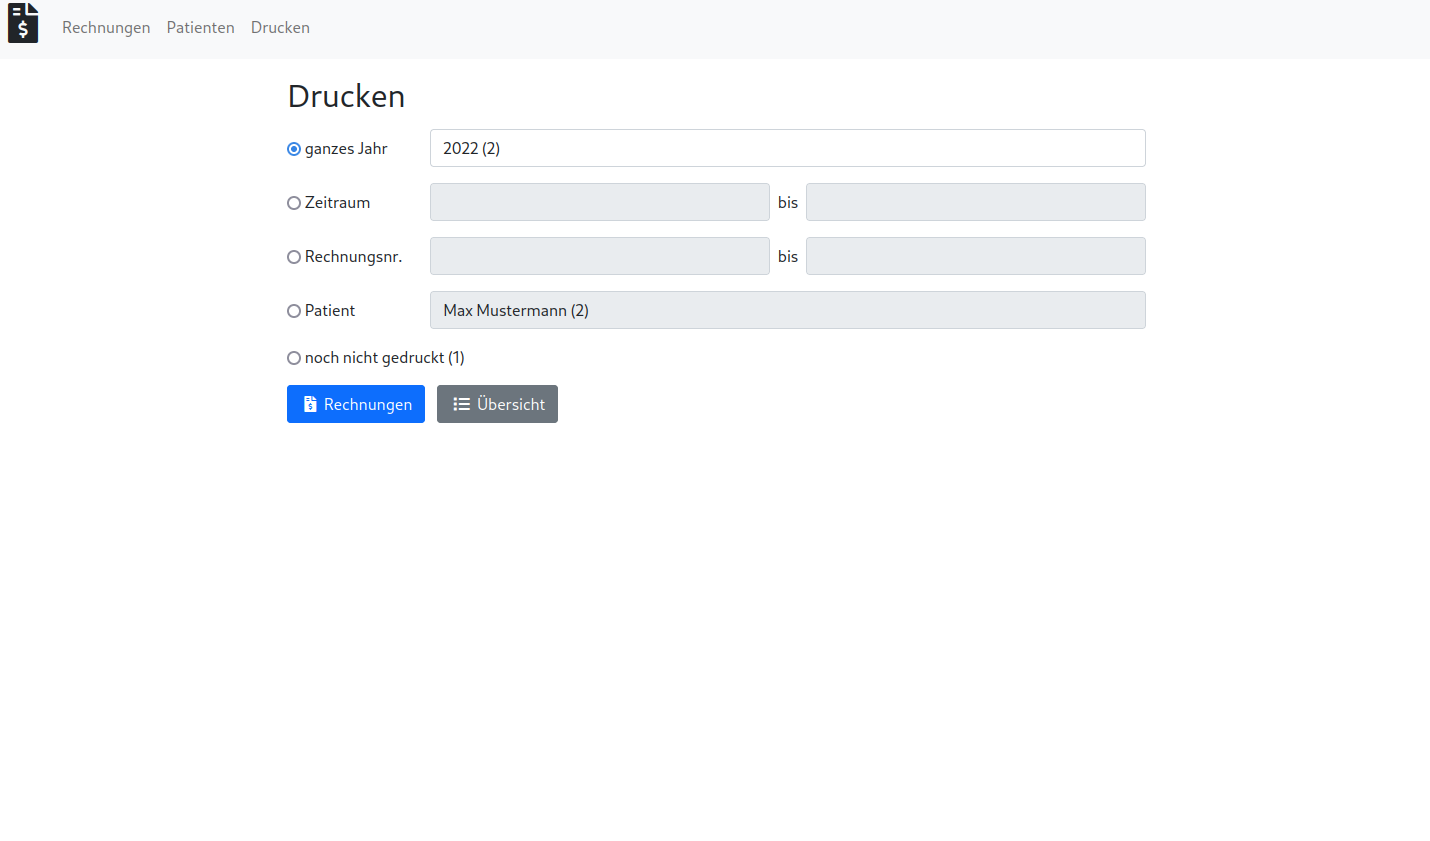 Rechnungen Patienten Drucken
Drucken
ganzes Jahr 2022 (2)
Zeitraum bis
Rechnungsnr. bis
Patient Max Mustermann (2)
noch nicht gedruckt (1)
Rechnungen Übersicht